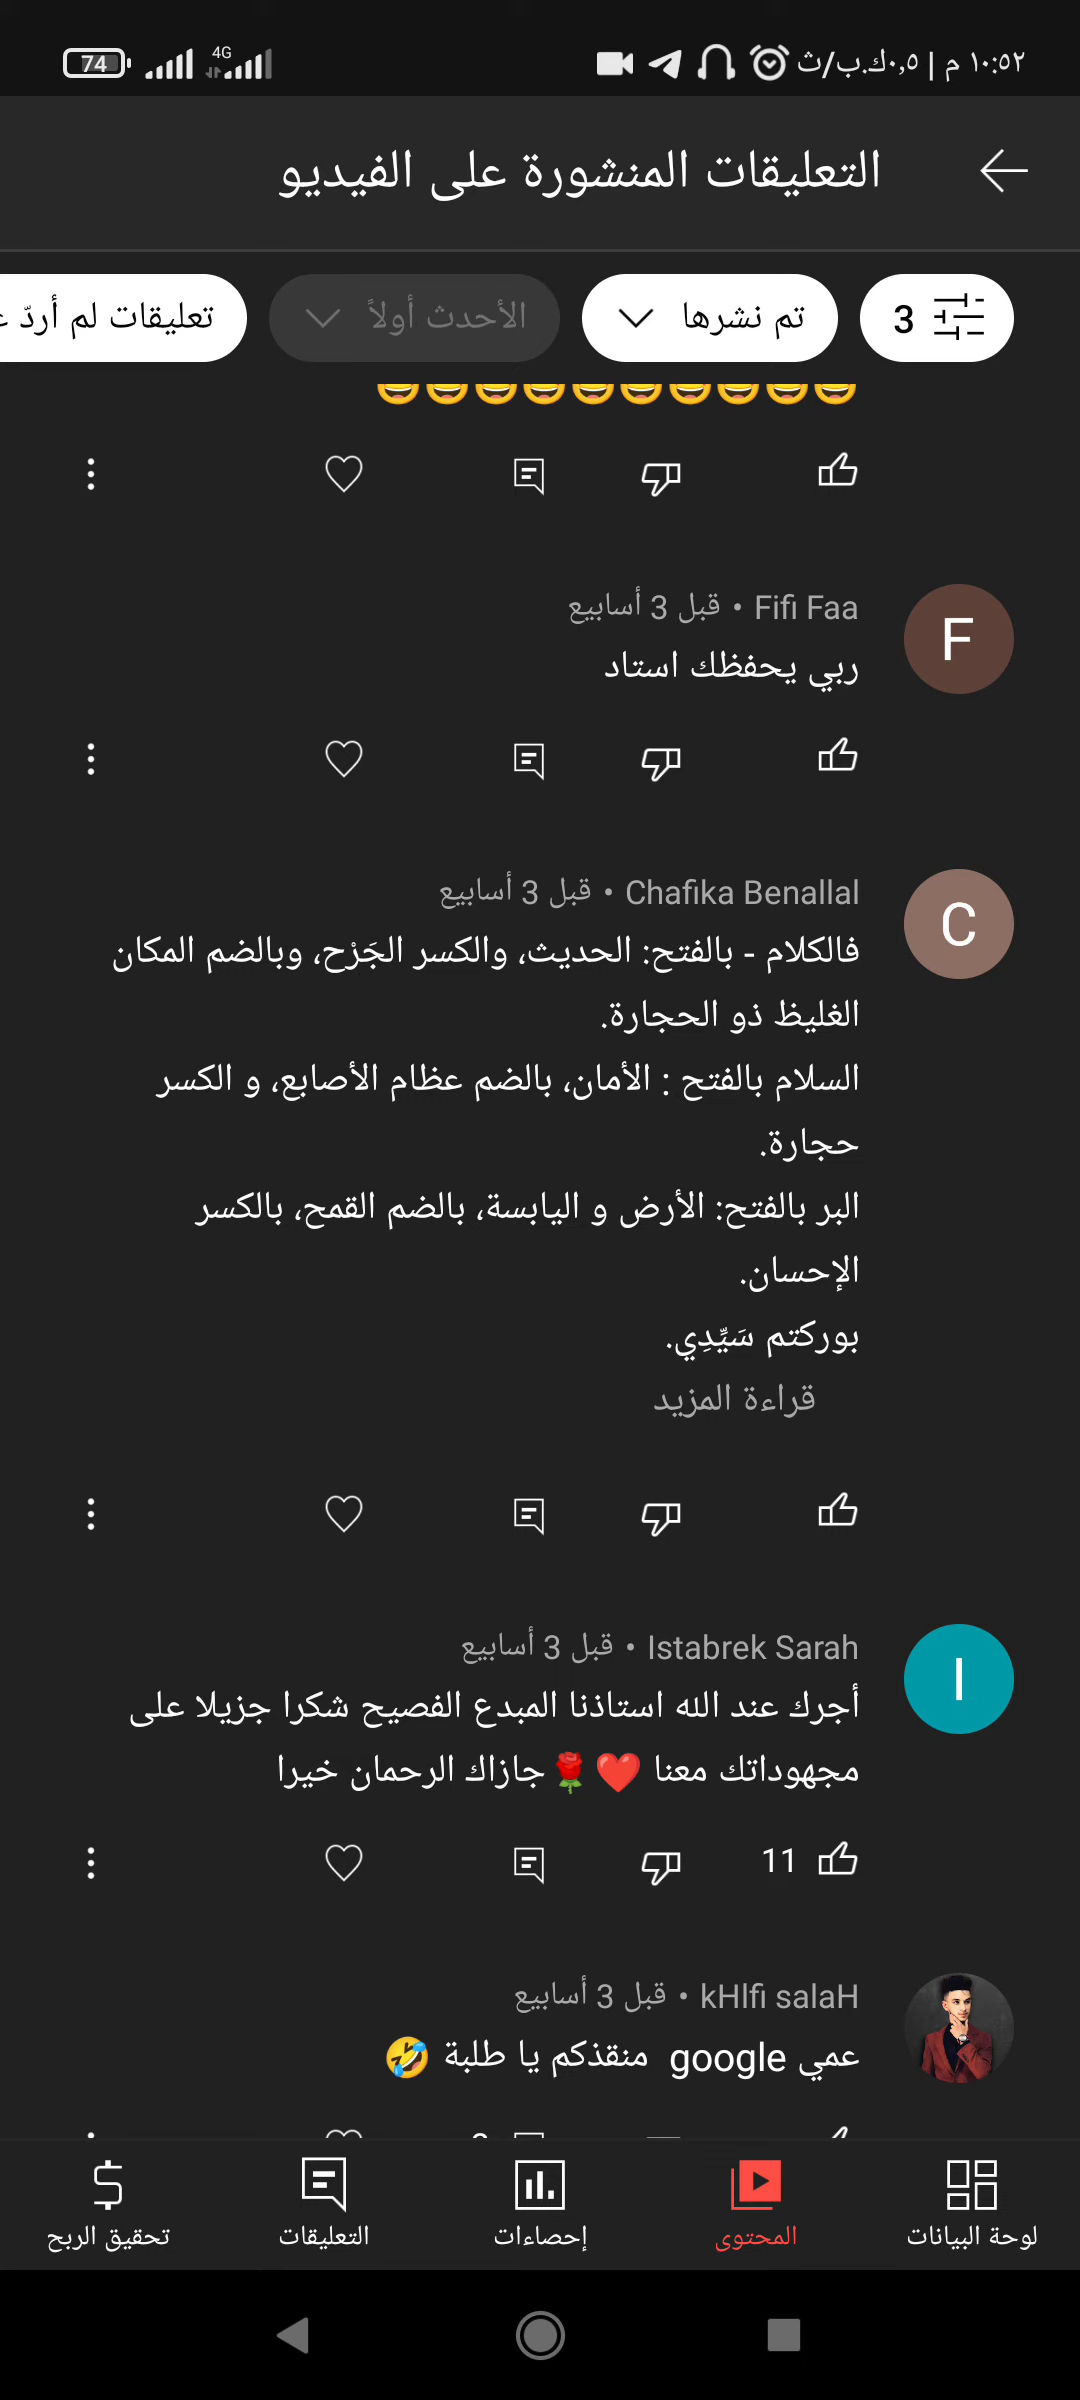 ١٠:٥٢ م | ٠,٥ك.ب/ث
4G
74
التعليقات المنشورة على الفيديو
3
تم نشرها
الأحدث أولاً
تعليقات لم أردّ
😄😄😄😄😄😄😄😄😄😄
Fifi Faa • قبل 3 أسابيع
ربي يحفظك استاد
Chafika Benallal • قبل 3 أسابيع
فالكلام - بالفتح: الحديث، والكسر الجَرْح، وبالضم المكان
الغليظ ذو الحجارة.
السلام بالفتح : الأمان، بالضم عظام الأصابع، و الكسر
حجارة.
البر بالفتح: الأرض و اليابسة، بالضم القمح، بالكسر
الإحسان.
بوركتم سَيِّدِي.
قراءة المزيد
Istabrek Sarah • قبل 3 أسابيع
أجرك عند الله استاذنا المبدع الفصيح شكرا جزيلا على
مجهوداتك معنا ❤️🌹جازاك الرحمان خيرا
11
kHlfi salaH • قبل 3 أسابيع
عمي google منقذكم يا طلبة 🤣
لوحة البيانات
المحتوى
إحصاءات
التعليقات
تحقيق الربح